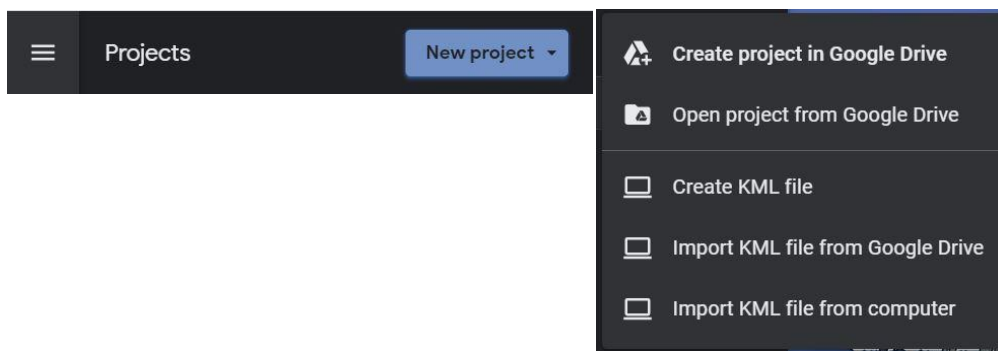 Projects
New project
Create project in Google Drive
Open project from Google Drive
Create KML file
Import KML file from Google Drive
Import KML file from computer